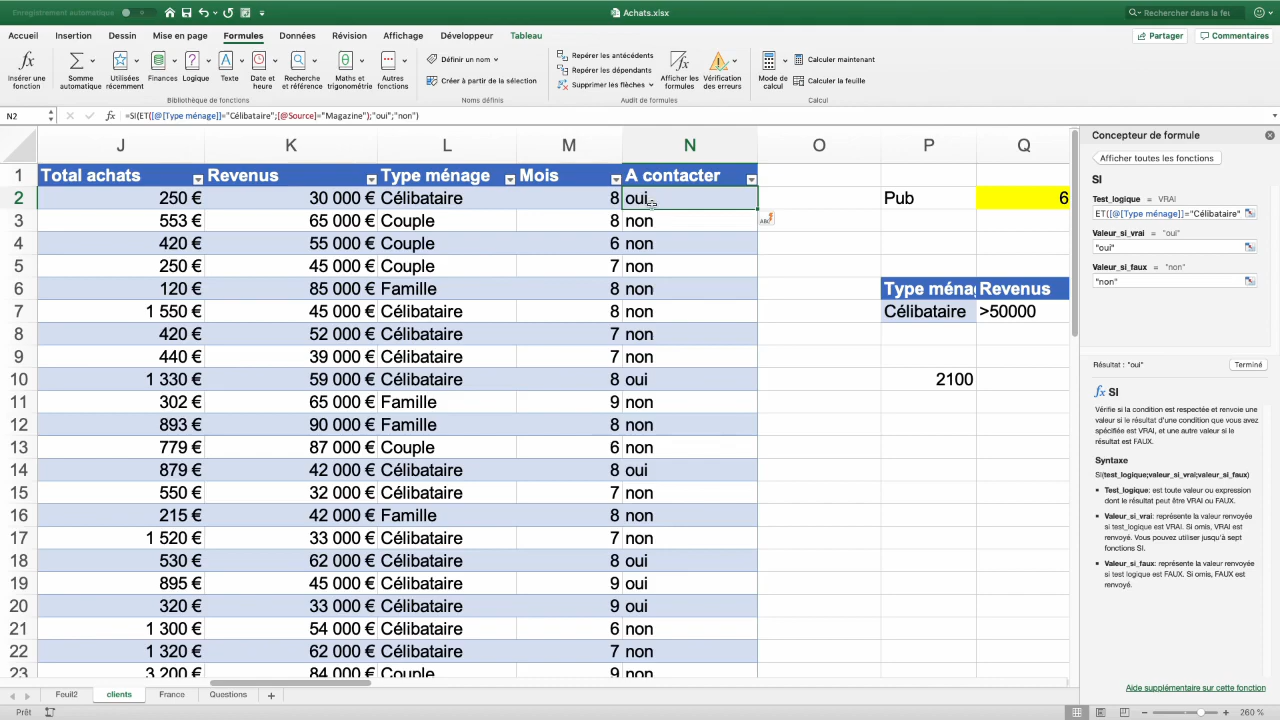 Enregistrement automatique
Achats.xlsx
Rechercher dans la feu
Accueil Insertion Dessin Mise en page Formules Données Révision Affichage Développeur Tableau
Partager Commentaires
Insérer une fonction
Somme automatique
Utilisées récemment
Finances
Logique
Texte
Date et heure
Recherche et référence
Maths et trigonométrie
Autres fonctions
Bibliothèque de fonctions
Définir un nom
Créer à partir de la sélection
Noms définis
Repérer les antécédents
Repérer les dépendants
Supprimer les flèches
Afficher les formules
Vérification des erreurs
Audit de formules
Mode de calcul
Calculer maintenant
Calculer la feuille
Calcul
N2 fx =SI(ET([@[Type ménage]]="Célibataire";[@Source]="Magazine");"oui";"non")
J K L M N O P Q
1 Total achats Revenus Type ménage Mois A contacter
2 250 € 30 000 € Célibataire 8 oui Pub 6
3 553 € 65 000 € Couple 8 non
4 420 € 55 000 € Couple 6 non
5 250 € 45 000 € Couple 7 non
6 120 € 85 000 € Famille 8 non Type ména Revenus
7 1 550 € 45 000 € Célibataire 8 non Célibataire >50000
8 420 € 52 000 € Célibataire 7 non
9 440 € 39 000 € Célibataire 7 non
10 1 330 € 59 000 € Célibataire 8 oui 2100
11 302 € 65 000 € Famille 9 non
12 893 € 90 000 € Famille 8 non
13 779 € 87 000 € Couple 6 non
14 879 € 42 000 € Célibataire 8 oui
15 550 € 32 000 € Célibataire 7 non
16 215 € 42 000 € Famille 8 non
17 1 520 € 33 000 € Célibataire 7 non
18 530 € 62 000 € Célibataire 8 oui
19 895 € 45 000 € Célibataire 9 oui
20 320 € 33 000 € Célibataire 9 oui
21 1 300 € 54 000 € Célibataire 6 non
22 1 320 € 62 000 € Célibataire 7 non
23 3 200 € 84 000 € Couple 9 non
Concepteur de formule
Afficher toutes les fonctions
SI
Test_logique = VRAI
ET([@[Type ménage]]="Célibataire"
Valeur_si_vrai = "oui"
"oui"
Valeur_si_faux = "non"
"non"
Résultat : "oui"
Terminé
fx SI
Vérifie si la condition est respectée et renvoie une
valeur si le résultat d'une condition que vous avez
spécifiée est VRAI, et une autre valeur si le
résultat est FAUX.
Syntaxe
SI(test_logique;valeur_si_vrai;valeur_si_faux)
Test_logique: est toute valeur ou expression
dont le résultat peut être VRAI ou FAUX.
Valeur_si_vrai: représente la valeur renvoyée
si test_logique est VRAI. Si omis, VRAI est
renvoyé. Vous pouvez utiliser jusqu'à sept
fonctions SI.
Valeur_si_faux: représente la valeur renvoyée
si test logique est FAUX. Si omis, FAUX est
renvoyé.
Aide supplémentaire sur cette fonction
Feuil2 clients France Questions
Prêt
260 %